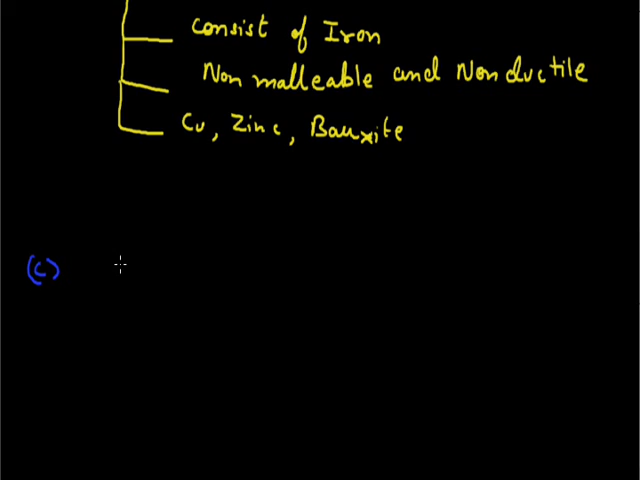 Consist of Iron
Non malleable and Non ductile
Cu, Zinc, Bauxite
(c)